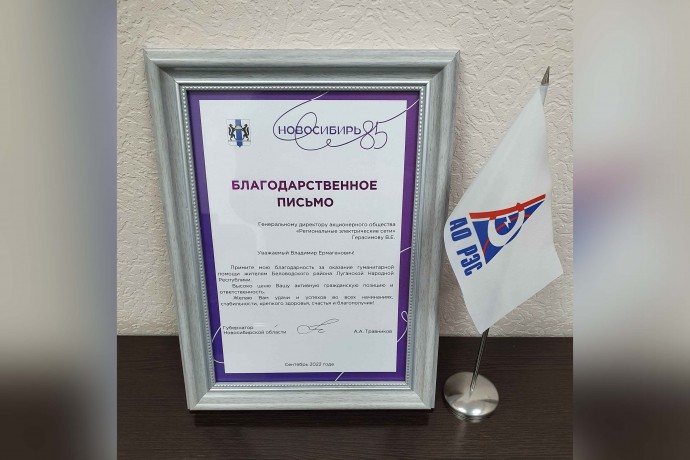 НОВОСИБИРЬ 85
БЛАГОДАРСТВЕННОЕ
ПИСЬМО
Генеральному директору акционерного общества
«Региональные электрические сети»
Герасимову В.Е.
Уважаемый Владимир Ермагенович!
Примите мою благодарность за оказание гуманитарной
помощи жителям Беловодского района Луганской Народной
Республики.
Высоко ценю Вашу активную гражданскую позицию и
ответственность.
Желаю Вам удачи и успехов во всех начинаниях,
стабильности, крепкого здоровья, счастья и благополучия!
Губернатор
Новосибирской области
А.А. Травников
Сентябрь 2022 года
АО РЭС